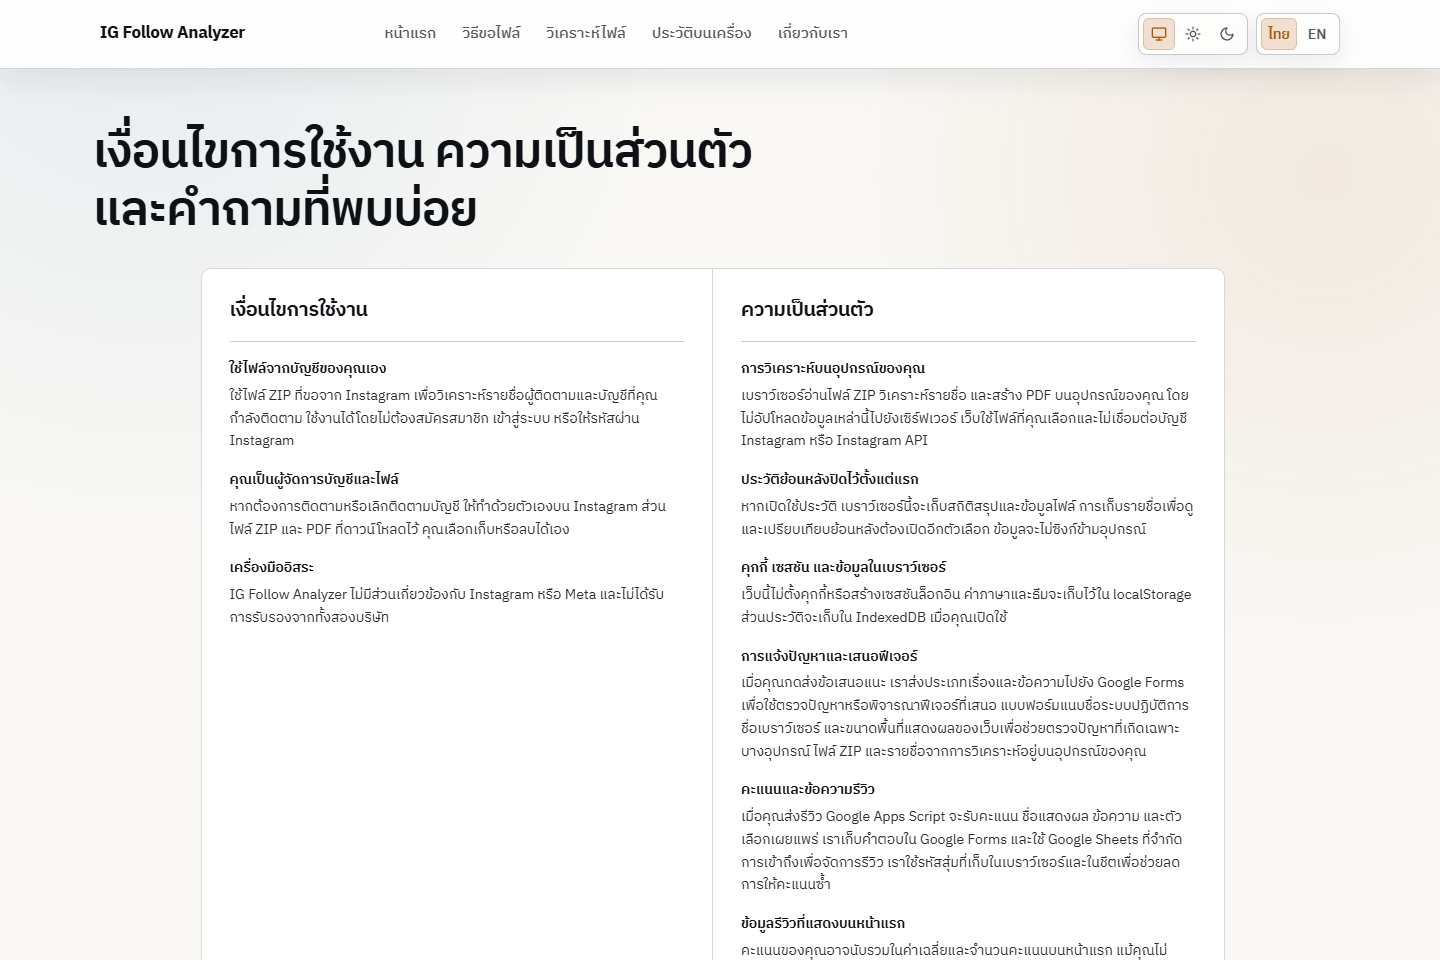 IG Follow Analyzer
หน้าแรก
วิธีขอไฟล์
วิเคราะห์ไฟล์
ประวัติบนเครื่อง
เกี่ยวกับเรา
ไทย
EN
เงื่อนไขการใช้งาน ความเป็นส่วนตัว
และคำถามที่พบบ่อย
เงื่อนไขการใช้งาน
ใช้ไฟล์จากบัญชีของคุณเอง
ใช้ไฟล์ ZIP ที่ขอจาก Instagram เพื่อวิเคราะห์รายชื่อผู้ติดตามและบัญชีที่คุณ
กำลังติดตาม ใช้งานได้โดยไม่ต้องสมัครสมาชิก เข้าสู่ระบบ หรือให้รหัสผ่าน
Instagram
คุณเป็นผู้จัดการบัญชีและไฟล์
หากต้องการติดตามหรือเลิกติดตามบัญชี ให้ทำด้วยตัวเองบน Instagram ส่วน
ไฟล์ ZIP และ PDF ที่ดาวน์โหลดไว้ คุณเลือกเก็บหรือลบได้เอง
เครื่องมืออิสระ
IG Follow Analyzer ไม่มีส่วนเกี่ยวข้องกับ Instagram หรือ Meta และไม่ได้รับ
การรับรองจากทั้งสองบริษัท
ความเป็นส่วนตัว
การวิเคราะห์บนอุปกรณ์ของคุณ
เบราว์เซอร์อ่านไฟล์ ZIP วิเคราะห์รายชื่อ และสร้าง PDF บนอุปกรณ์ของคุณ โดย
ไม่อัปโหลดข้อมูลเหล่านี้ไปยังเซิร์ฟเวอร์ เว็บใช้ไฟล์ที่คุณเลือกและไม่เชื่อมต่อบัญชี
Instagram หรือ Instagram API
ประวัติย้อนหลังปิดไว้ตั้งแต่แรก
หากเปิดใช้ประวัติ เบราว์เซอร์นี้จะเก็บสถิติสรุปและข้อมูลไฟล์ การเก็บรายชื่อเพื่อดู
และเปรียบเทียบย้อนหลังต้องเปิดอีกตัวเลือก ข้อมูลจะไม่ซิงก์ข้ามอุปกรณ์
คุกกี้ เซสชัน และข้อมูลในเบราว์เซอร์
เว็บนี้ไม่ตั้งคุกกี้หรือสร้างเซสชันล็อกอิน ค่าภาษาและธีมจะเก็บไว้ใน localStorage
ส่วนประวัติจะเก็บใน IndexedDB เมื่อคุณเปิดใช้
การแจ้งปัญหาและเสนอฟีเจอร์
เมื่อคุณกดส่งข้อเสนอแนะ เราส่งประเภทเรื่องและข้อความไปยัง Google Forms
เพื่อใช้ตรวจปัญหาหรือพิจารณาฟีเจอร์ที่เสนอ แบบฟอร์มแนบชื่อระบบปฏิบัติการ
ชื่อเบราว์เซอร์ และขนาดพื้นที่แสดงผลของเว็บเพื่อช่วยตรวจปัญหาที่เกิดเฉพาะ
บางอุปกรณ์ ไฟล์ ZIP และรายชื่อจากการวิเคราะห์อยู่บนอุปกรณ์ของคุณ
คะแนนและข้อความรีวิว
เมื่อคุณส่งรีวิว Google Apps Script จะรับคะแนน ชื่อแสดงผล ข้อความ และตัว
เลือกเผยแพร่ เราเก็บคำตอบใน Google Forms และใช้ Google Sheets ที่จำกัด
การเข้าถึงเพื่อจัดการรีวิว เราใช้รหัสสุ่มที่เก็บในเบราว์เซอร์และในชีตเพื่อช่วยลด
การให้คะแนนซ้ำ
ข้อมูลรีวิวที่แสดงบนหน้าแรก
คะแนนของคุณอาจนับรวมในค่าเฉลี่ยและจำนวนคะแนนบนหน้าแรก แม้คุณไม่